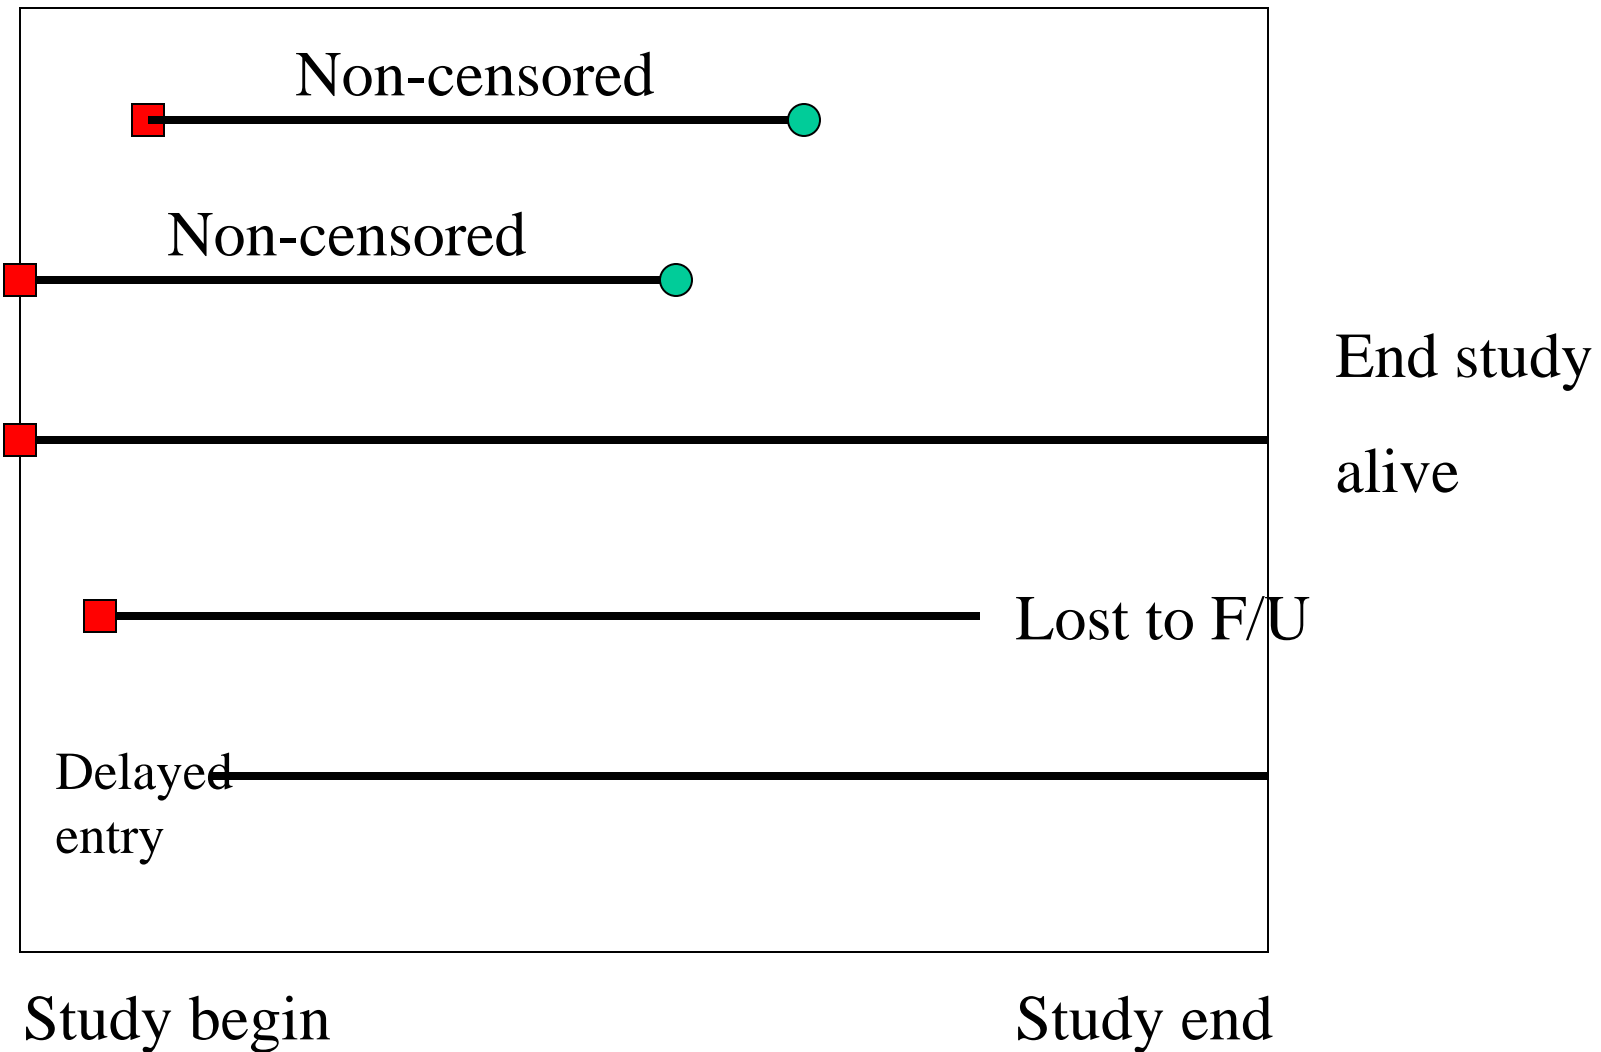 Non-censored
Non-censored
End study
alive
Lost to F/U
Delayed
entry
Study begin
Study end